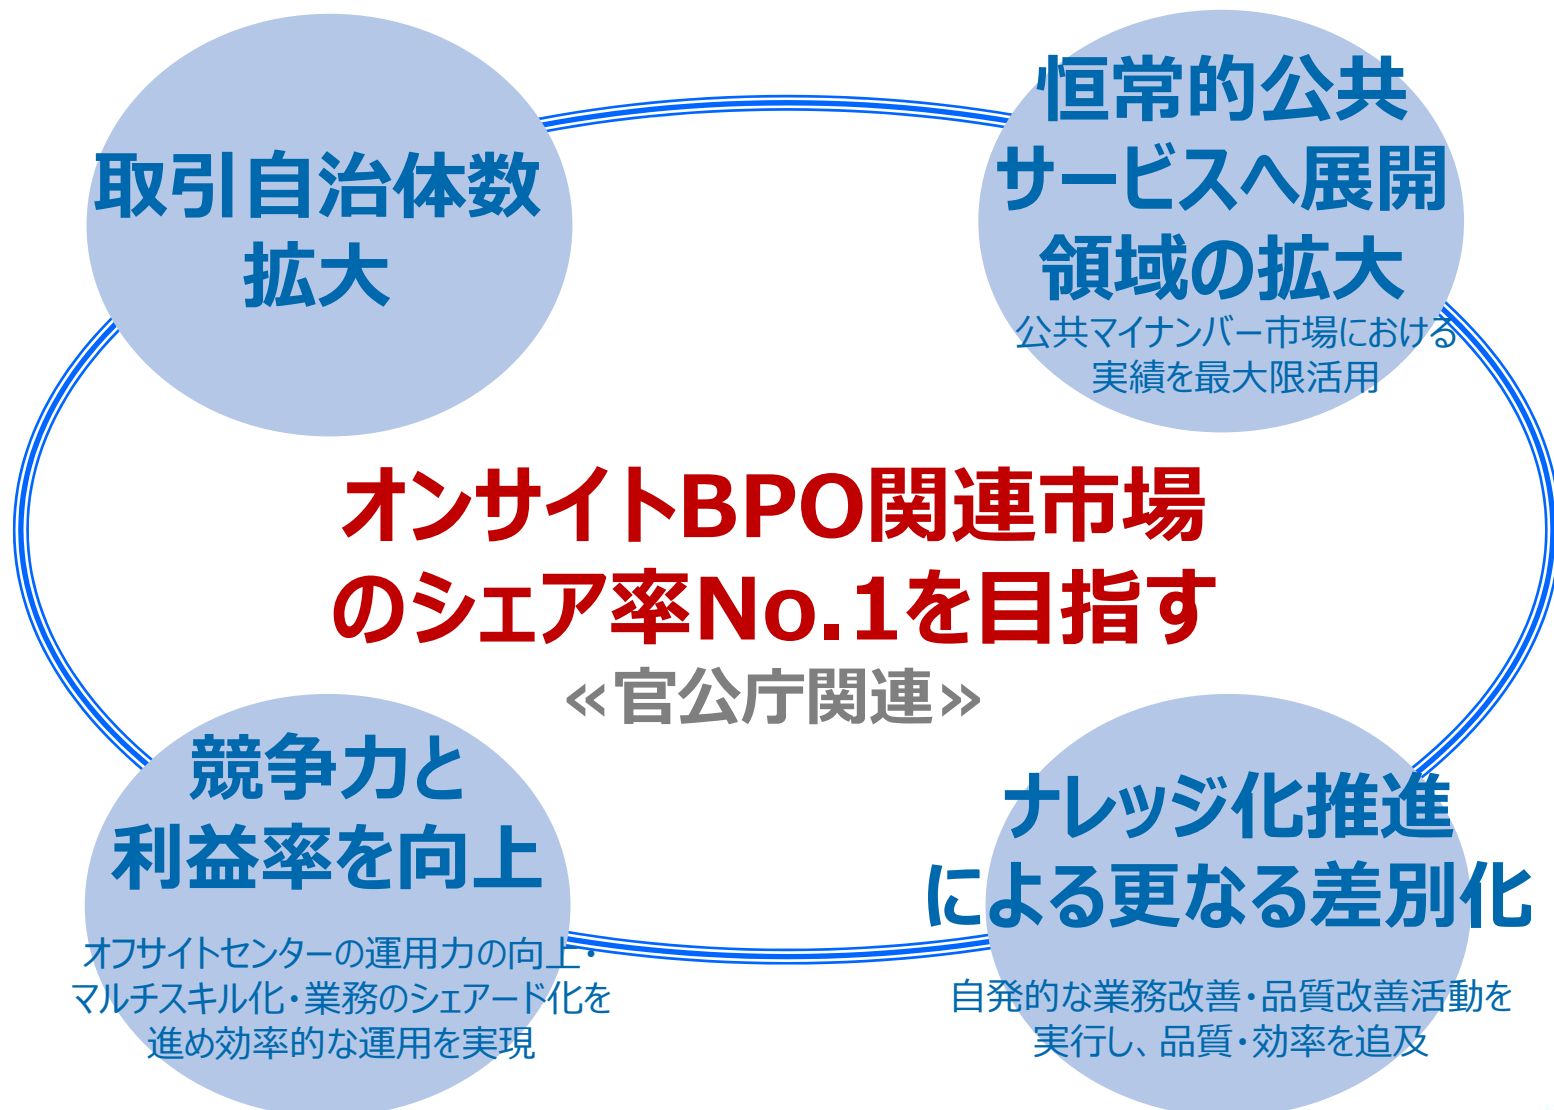 取引自治体数
拡大
恒常的公共
サービスへ展開
領域の拡大
公共マイナンバー市場における
実績を最大限活用
オンサイトBPO関連市場
のシェア率No.1を目指す
≪官公庁関連≫
競争力と
利益率を向上
オフサイトセンターの運用力の向上・
マルチスキル化・業務のシェアード化を
進め効率的な運用を実現
ナレッジ化推進
による更なる差別化
自発的な業務改善・品質改善活動を
実行し、品質・効率を追及